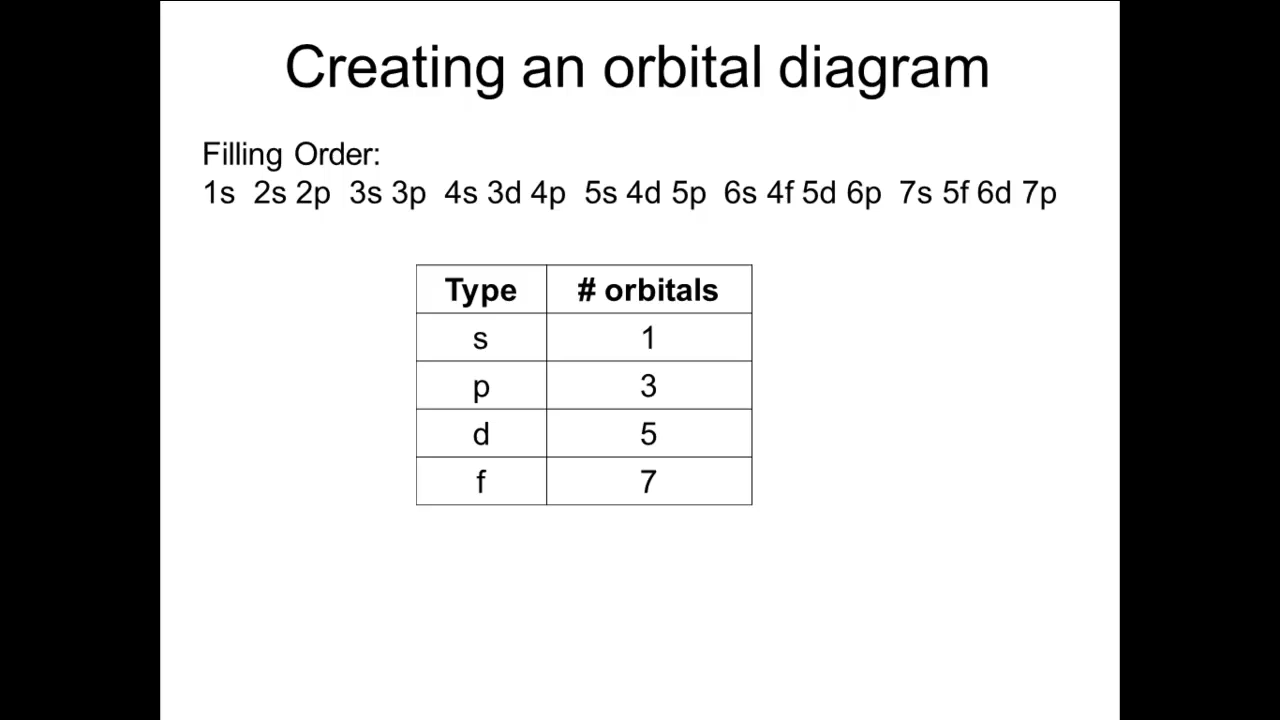 Creating an orbital diagram
Filling Order:
1s 2s 2p 3s 3p 4s 3d 4p 5s 4d 5p 6s 4f 5d 6p 7s 5f 6d 7p
Type # orbitals
s 1
p 3
d 5
f 7